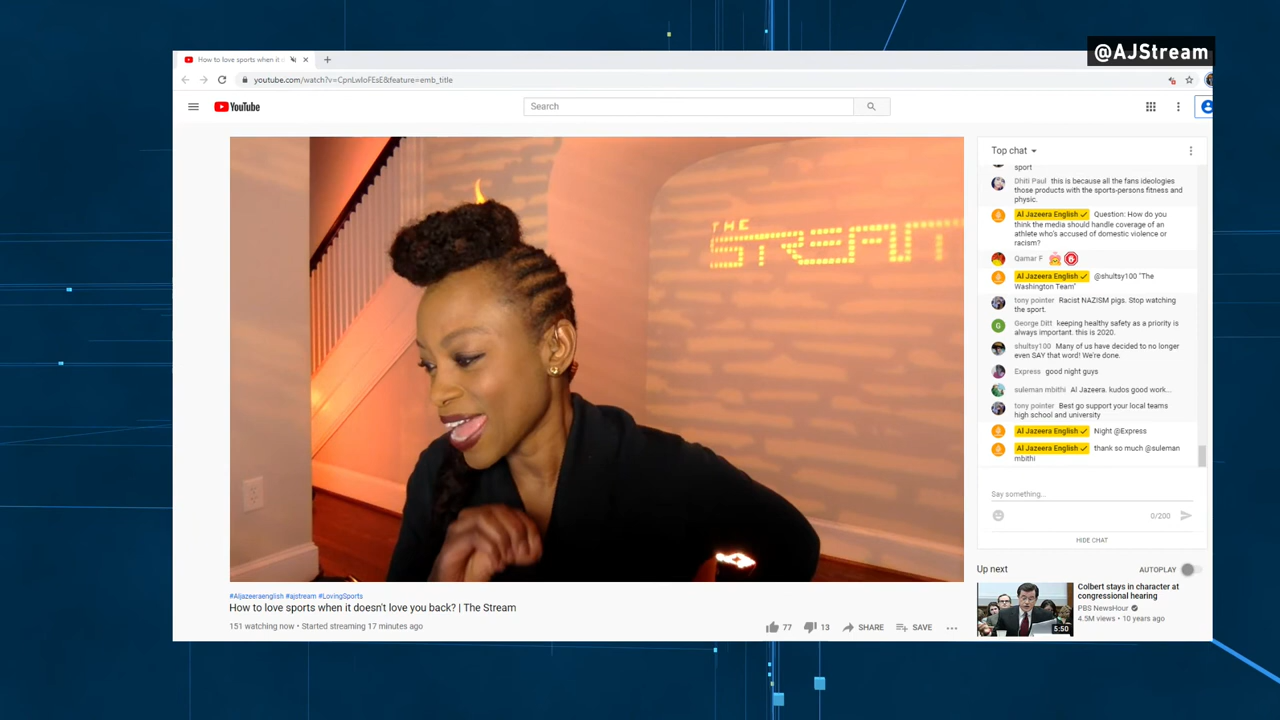 @AJStream
How to love sports when it
youtube.com/watch?v=CpnLwIoFEsE&feature=emb_title
YouTube
Search
THE
STREAM
Top chat
sport
Dhiti Paul this is because all the fans ideologies
those products with the sports-persons fitness and
physic.
Al Jazeera English Question: How do you
think the media should handle coverage of an
athlete who's accused of domestic violence or
racism?
Qamar F
Al Jazeera English @shultsy100 "The
Washington Team"
tony pointer Racist NAZISM pigs. Stop watching
the sport.
G George Ditt keeping healthy safety as a priority is
always important. this is 2020.
shultsy100 Many of us have decided to no longer
even SAY that word! We're done.
Express good night guys
suleman mbithi Al Jazeera. kudos good work...
tony pointer Best go support your local teams
high school and university
Al Jazeera English Night @Express
Al Jazeera English thank so much @suleman
mbithi
Say something...
0/200
HIDE CHAT
Up next
AUTOPLAY
Colbert stays in character at
congressional hearing
PBS NewsHour
4.5M views • 10 years ago
5:50
#Aljazeeraenglish #ajstream #LovingSports
How to love sports when it doesn't love you back? | The Stream
151 watching now • Started streaming 17 minutes ago
77
13
SHARE
SAVE